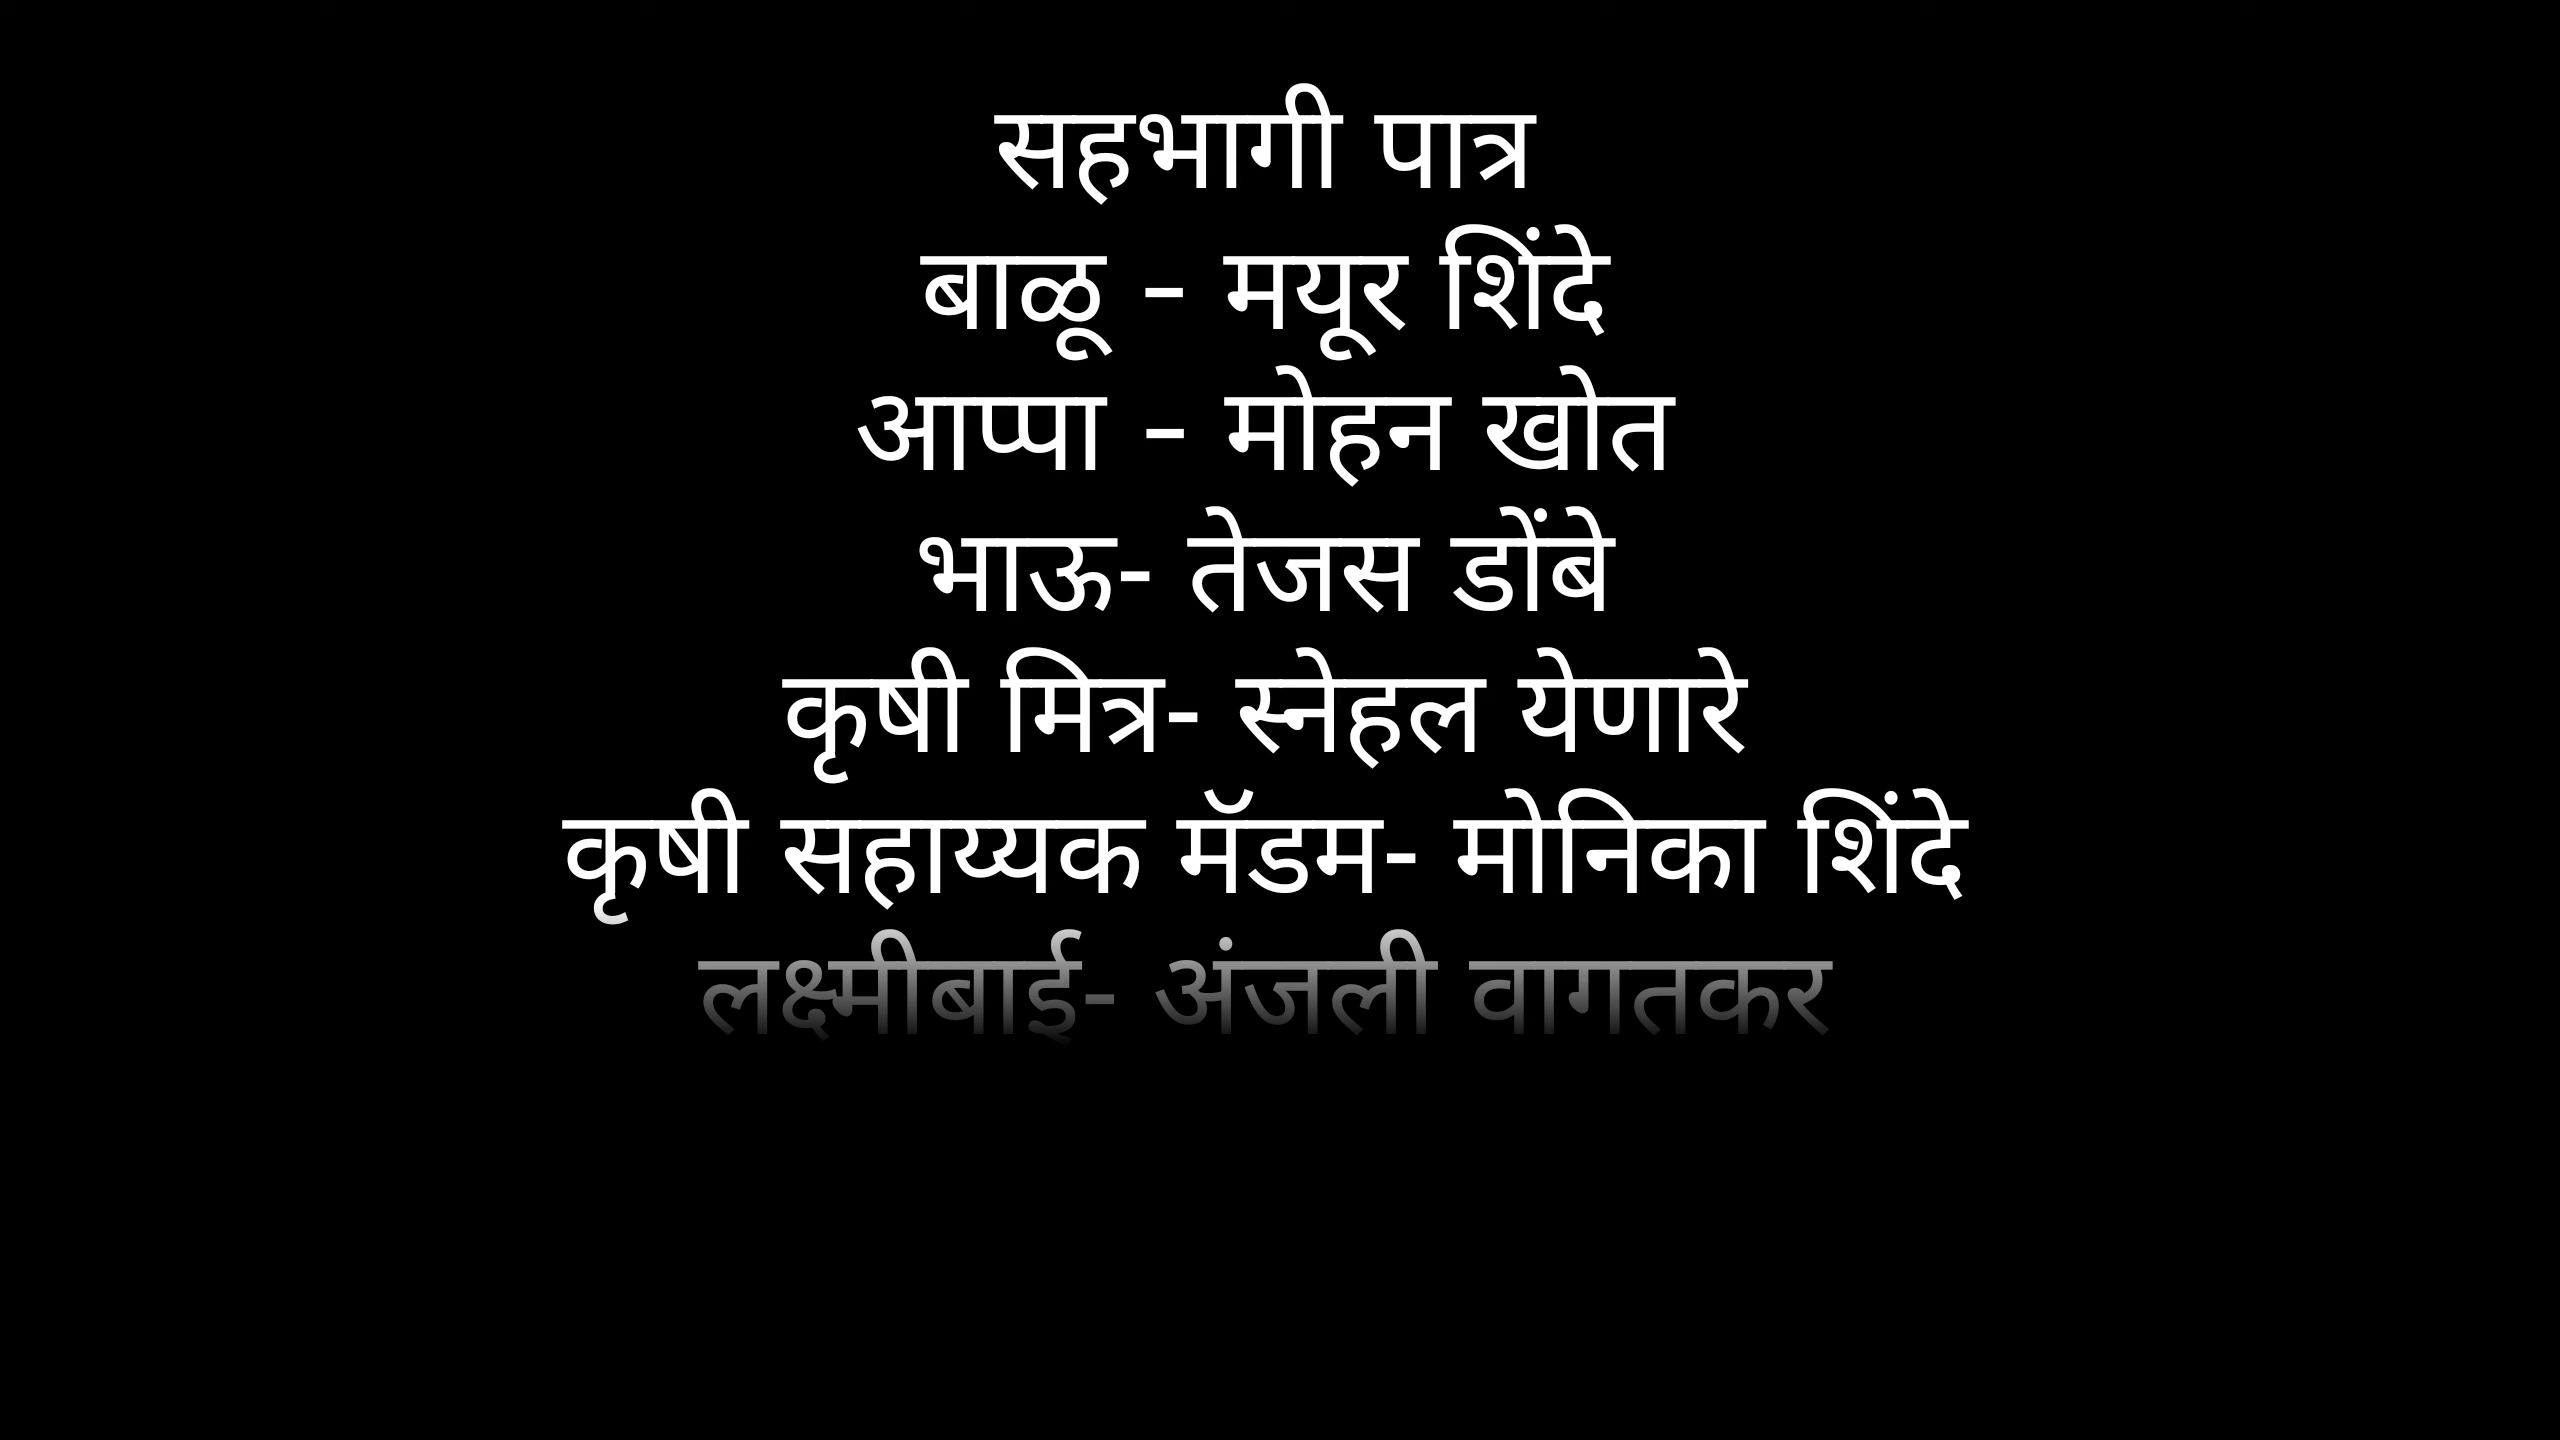 सहभागी पात्र
बाळू - मयूर शिंदे
आप्पा - मोहन खोत
भाऊ- तेजस डोंबे
कृषी मित्र- स्नेहल येणारे
कृषी सहाय्यक मॅडम- मोनिका शिंदे
लक्ष्मीबाई- अंजली वागतकर